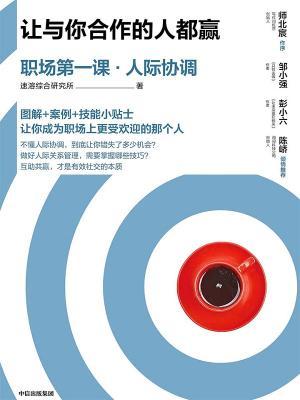 让与你合作的人都赢
职场第一课·人际协调
速溶综合研究所 著
图解+案例+技能小贴士
让你成为职场上更受欢迎的那个人
不懂人际协调,到底让你错失了多少机会?
做好人际关系管理,需要掌握哪些技巧?
互助共赢,才是有效社交的本质
师北宸
作序
邹小强
彭小六
陈峤
倾情推荐
中信出版集团